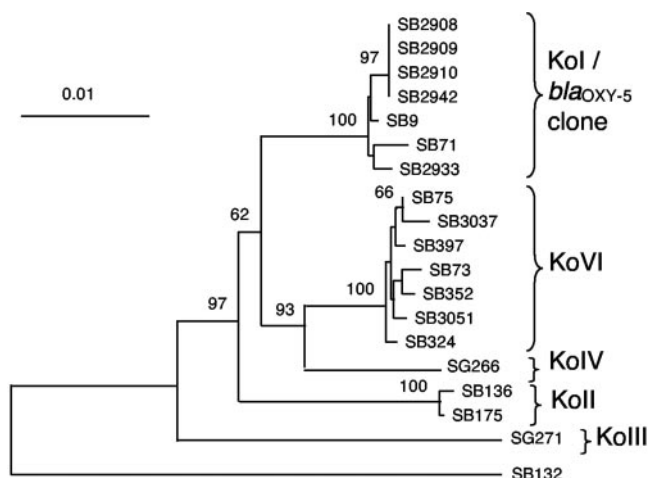 SB2908
SB2909
97
SB2910
0.01
SB2942
100
SB9
SB71
SB2933
KoI /
blaOXY-5
clone
66
SB75
SB3037
62
SB397
SB73
100
SB352
93
SB3051
97
SB324
KoVI
SG266
KoIV
100
SB136
SB175
KoII
SG271
KoIII
SB132